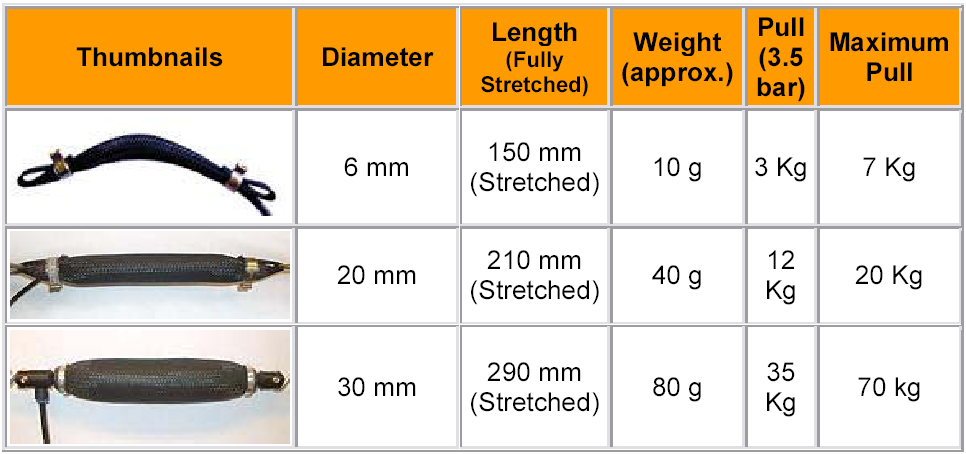 Thumbnails
Diameter
Length
(Fully
Stretched)
Weight
(approx.)
Pull
(3.5
bar)
Maximum
Pull
6 mm
150 mm
(Stretched)
10 g
3 Kg
7 Kg
20 mm
210 mm
(Stretched)
40 g
12
Kg
20 Kg
30 mm
290 mm
(Stretched)
80 g
35
Kg
70 kg